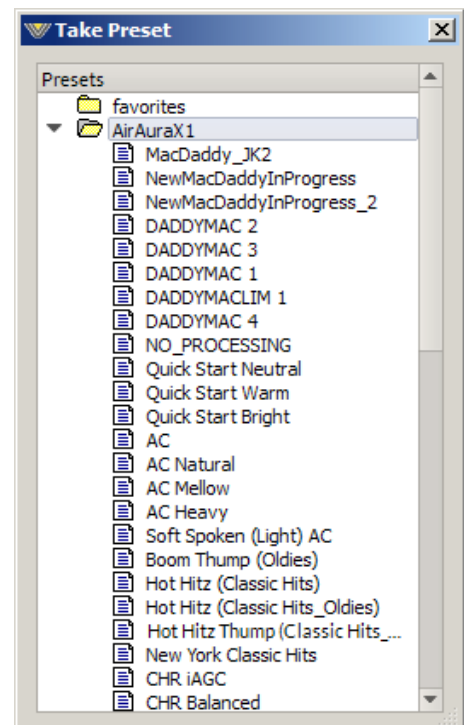 Take Preset
Presets
favorites
AirAuraX1
MacDaddy_JK2
NewMacDaddyInProgress
NewMacDaddyInProgress_2
DADDYMAC 2
DADDYMAC 3
DADDYMAC 1
DADDYMACLIM 1
DADDYMAC 4
NO_PROCESSING
Quick Start Neutral
Quick Start Warm
Quick Start Bright
AC
AC Natural
AC Mellow
AC Heavy
Soft Spoken (Light) AC
Boom Thump (Oldies)
Hot Hitz (Classic Hits)
Hot Hitz (Classic Hits_Oldies)
Hot Hitz Thump (Classic Hits_...
New York Classic Hits
CHR iAGC
CHR Balanced